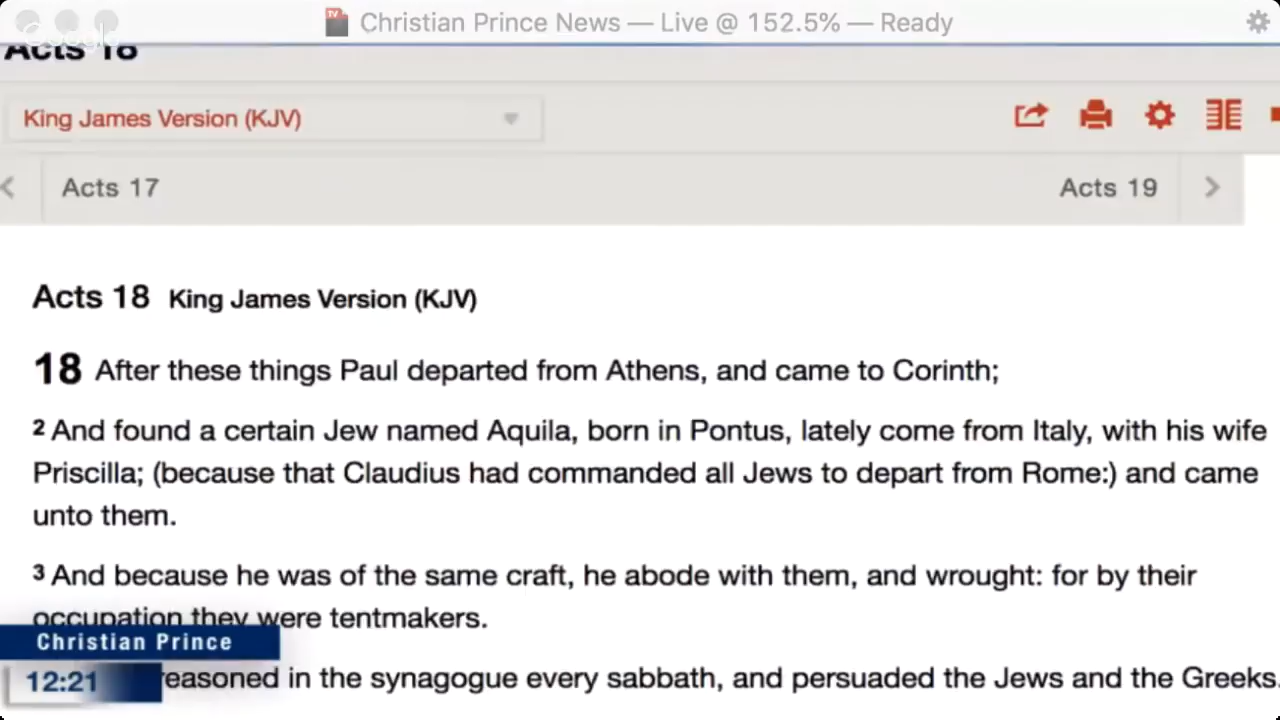 Christian Prince News — Live @ 152.5% — Ready
Acts 18
King James Version (KJV)
Acts 17
Acts 19
Acts 18 King James Version (KJV)
18 After these things Paul departed from Athens, and came to Corinth;
2 And found a certain Jew named Aquila, born in Pontus, lately come from Italy, with his wife
Priscilla; (because that Claudius had commanded all Jews to depart from Rome:) and came
unto them.
3 And because he was of the same craft, he abode with them, and wrought: for by their
occupation they were tentmakers.
Christian Prince
12:21
easoned in the synagogue every sabbath, and persuaded the Jews and the Greeks.